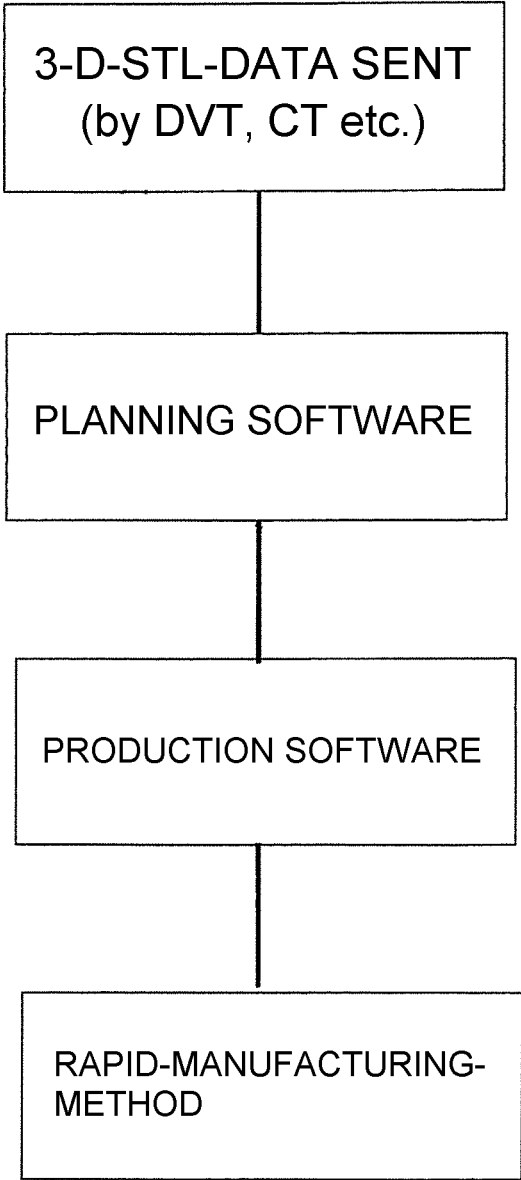 3-D-STL-DATA SENT
(by DVT, CT etc.)
PLANNING SOFTWARE
PRODUCTION SOFTWARE
RAPID-MANUFACTURING-
METHOD